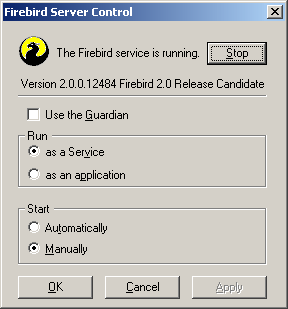 Firebird Server Control
The Firebird service is running.
Stop
Version 2.0.0.12484 Firebird 2.0 Release Candidate
Use the Guardian
Run
as a Service
as an application
Start
Automatically
Manually
OK
Cancel
Apply